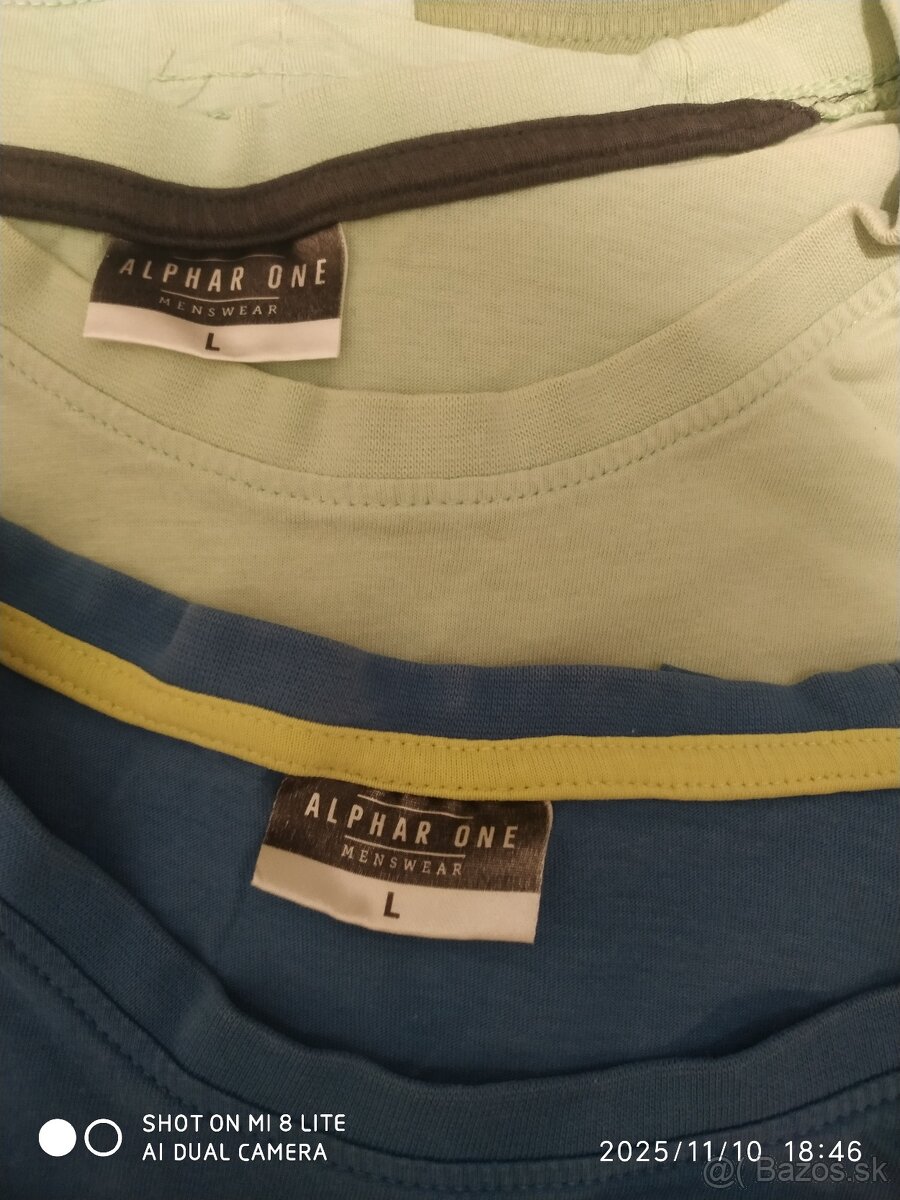 ALPHAR ONE
MENSWEAR
L
ALPHAR ONE
MENSWEAR
L
SHOT ON MI 8 LITE
AI DUAL CAMERA
2025/11/10 18:46
@( Bazos.sk